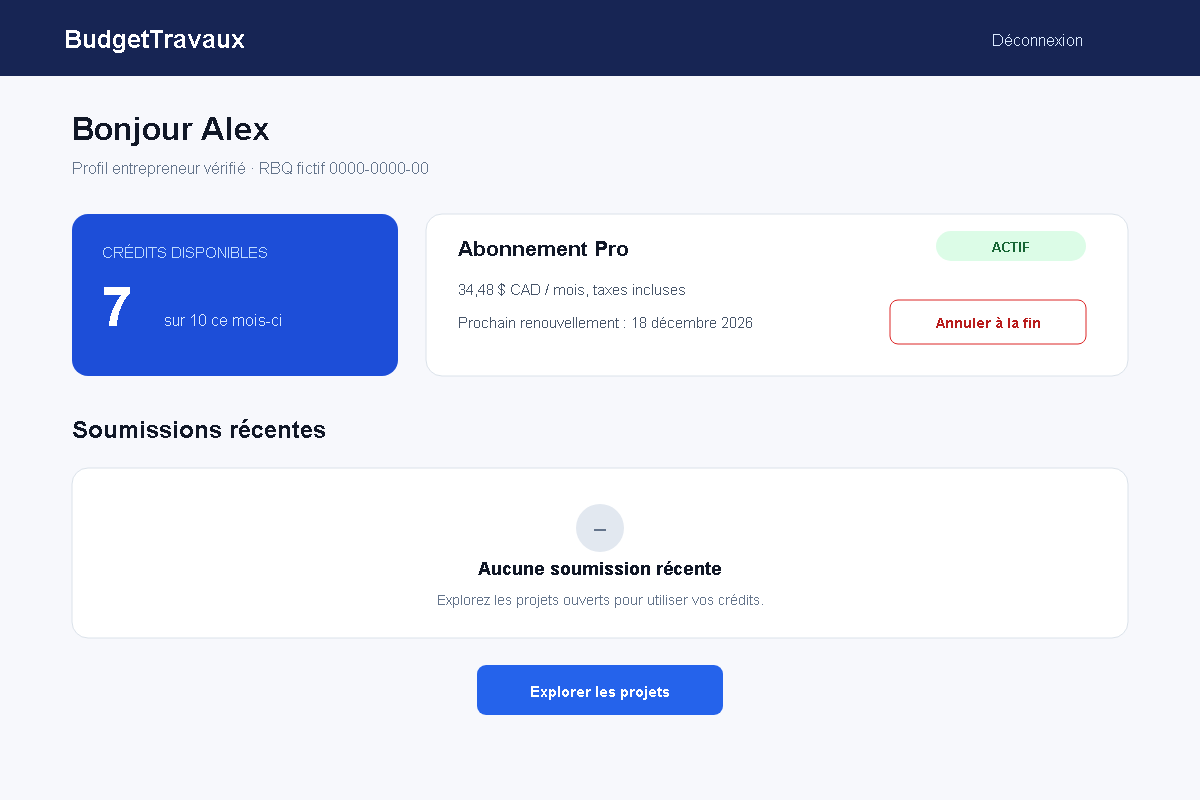 BudgetTravaux
Déconnexion
Bonjour Alex
Profil entrepreneur vérifié · RBQ fictif 0000-0000-00
CRÉDITS DISPONIBLES
7 sur 10 ce mois-ci
Abonnement Pro
ACTIF
34,48 $ CAD / mois, taxes incluses
Prochain renouvellement : 18 décembre 2026
Annuler à la fin
Soumissions récentes
–
Aucune soumission récente
Explorez les projets ouverts pour utiliser vos crédits.
Explorer les projets